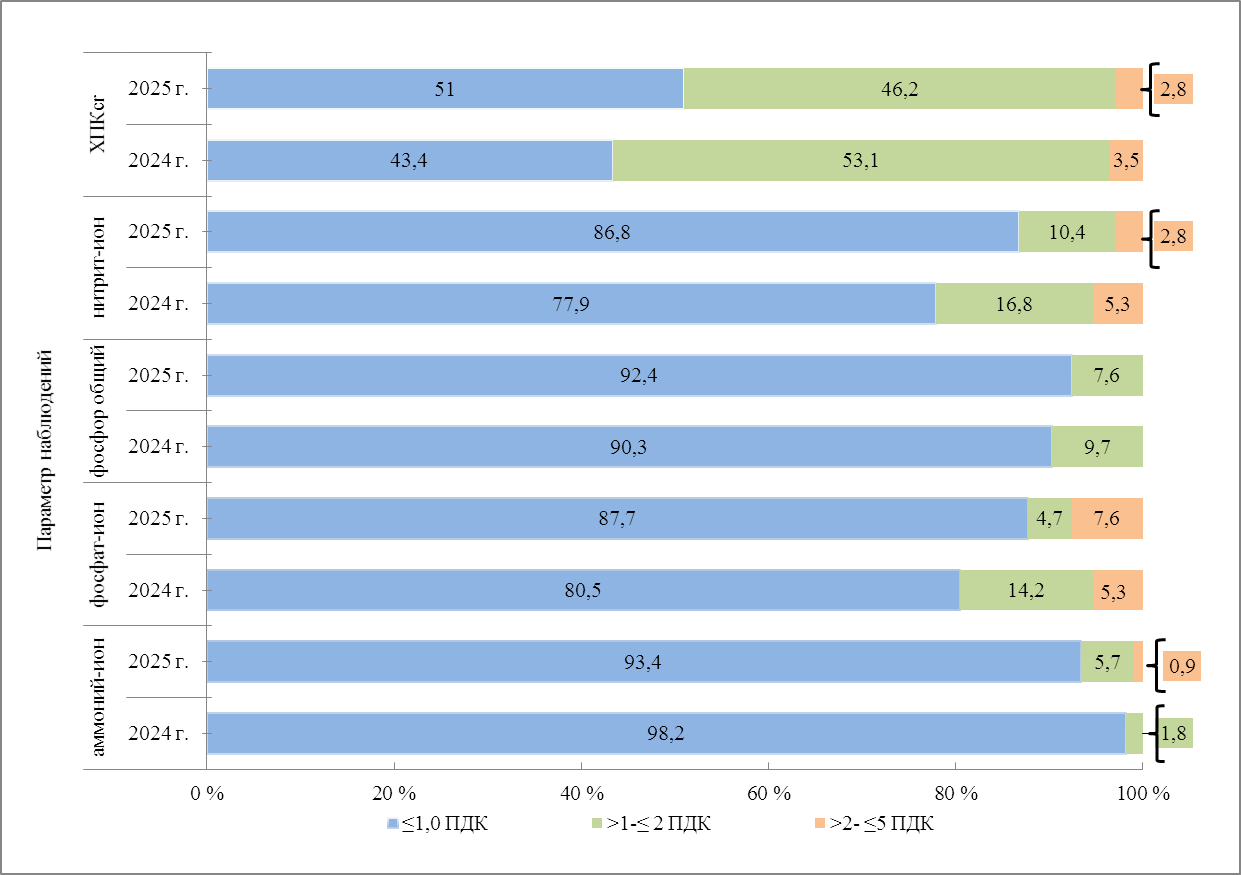 Параметр наблюдений
ХПКcr
2025 г.
51
46,2
2,8
2024 г.
43,4
53,1
3,5
нитрит-ион
2025 г.
86,8
10,4
2,8
2024 г.
77,9
16,8
5,3
фосфор общий
2025 г.
92,4
7,6
2024 г.
90,3
9,7
фосфат-ион
2025 г.
87,7
4,7
7,6
2024 г.
80,5
14,2
5,3
аммоний-ион
2025 г.
93,4
5,7
0,9
2024 г.
98,2
1,8
0 %
20 %
40 %
60 %
80 %
100 %
≤1,0 ПДК
>1-≤ 2 ПДК
>2- ≤5 ПДК